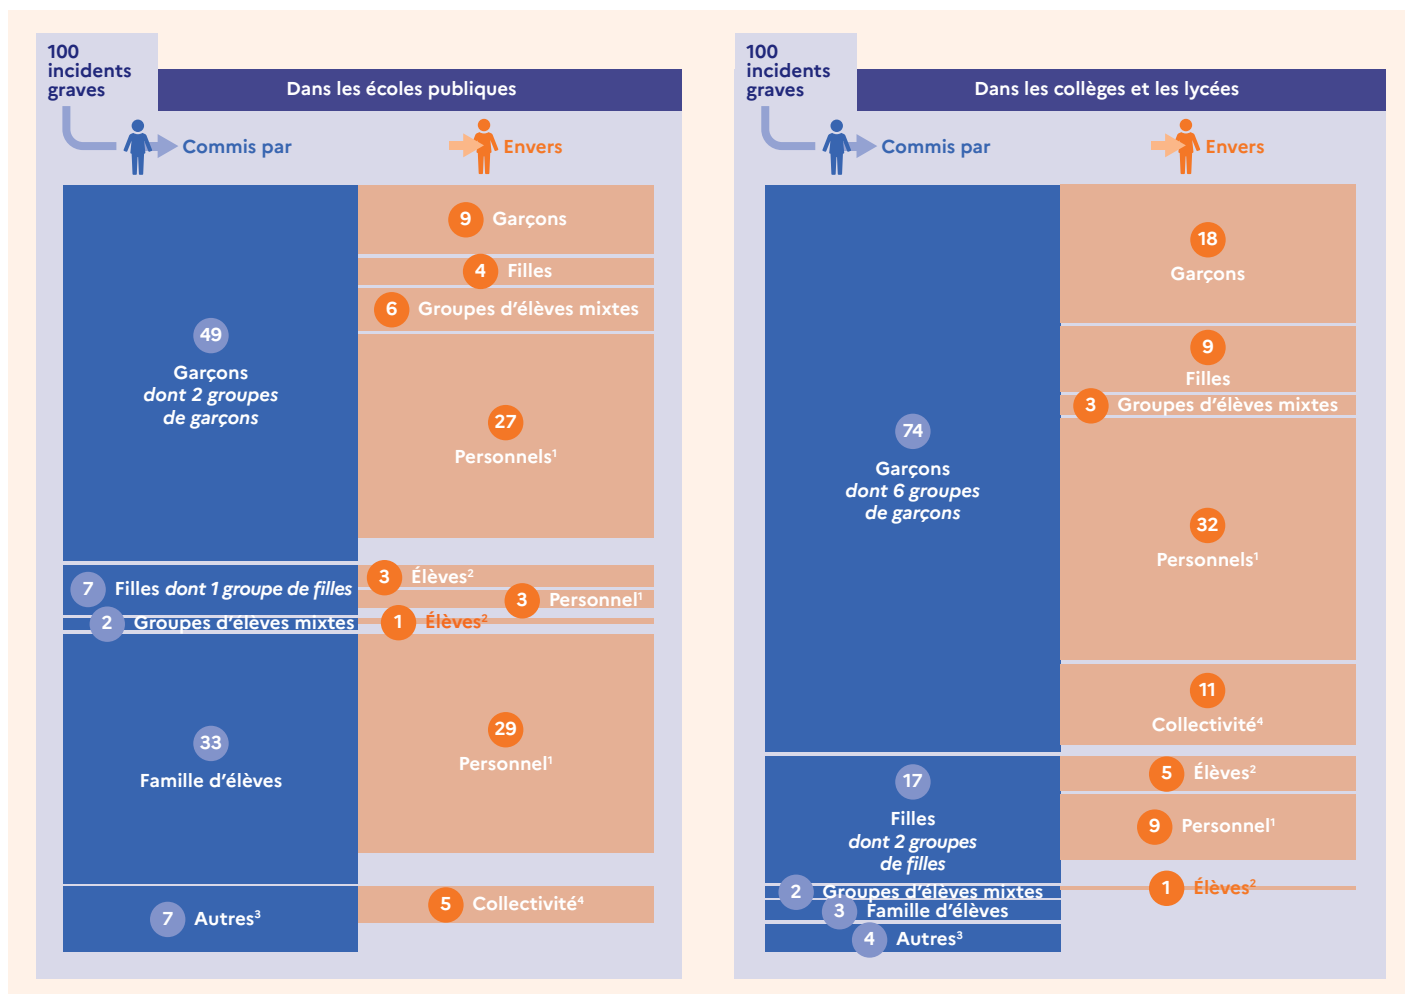 100
incidents
graves
Dans les écoles publiques
Commis par
Envers
49
Garçons
dont 2 groupes
de garçons
9 Garçons
4 Filles
6 Groupes d’élèves mixtes
27
Personnels¹
7 Filles dont 1 groupe de filles
3 Élèves²
3 Personnel¹
2 Groupes d’élèves mixtes
1 Élèves²
33
Famille d’élèves
29
Personnel¹
7 Autres³
5 Collectivité⁴
100
incidents
graves
Dans les collèges et les lycées
Commis par
Envers
74
Garçons
dont 6 groupes
de garçons
18
Garçons
9
Filles
3 Groupes d’élèves mixtes
32
Personnels¹
11
Collectivité⁴
17
Filles
dont 2 groupes
de filles
5 Élèves²
9 Personnel¹
2 Groupes d’élèves mixtes
1 Élèves²
3 Famille d’élèves
4 Autres³